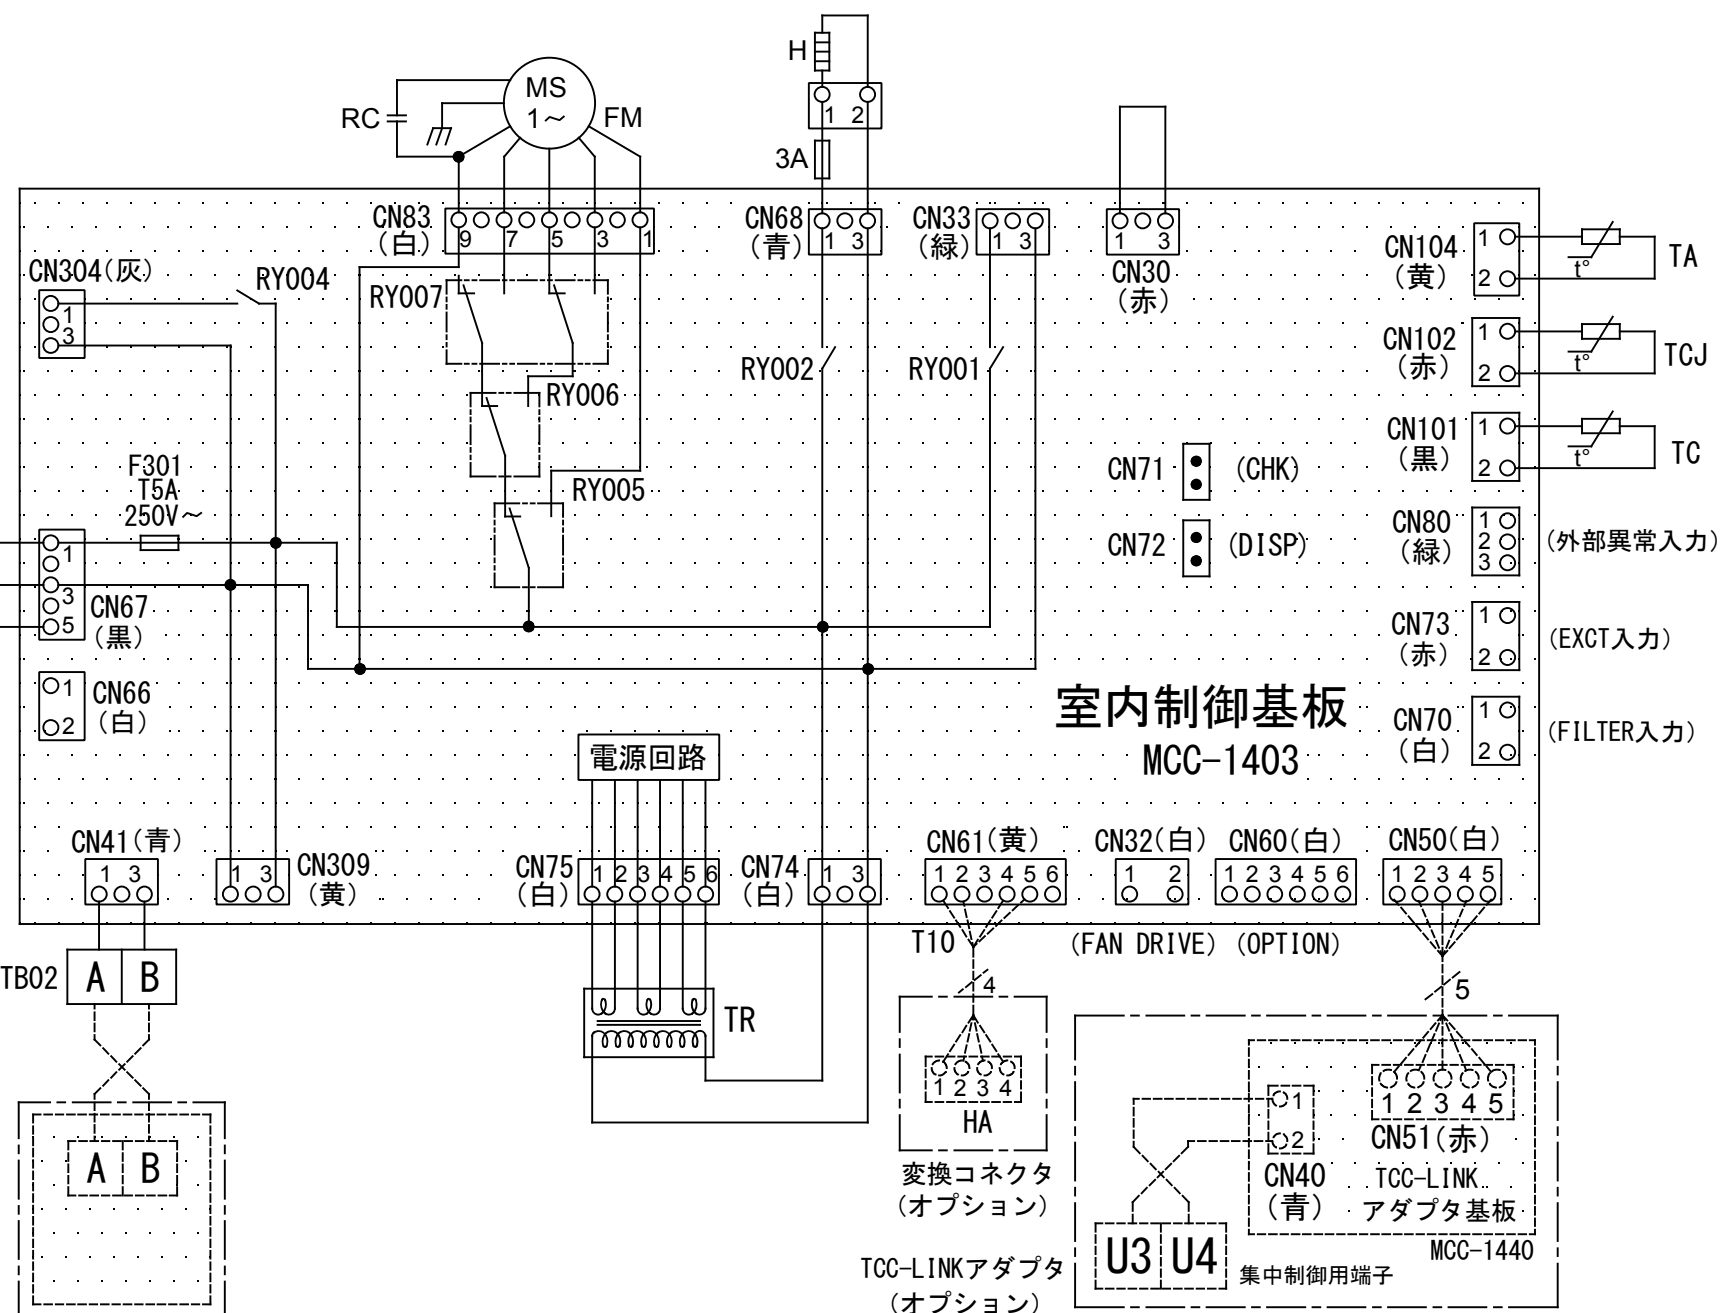 H
1 2
3A
MS
1～
RC
FM
CN83
(白)
9 7 5 3 1
CN68
(青)
1 3
CN33
(緑)
1 3
1 3
CN30
(赤)
CN104
(黄)
1
2
t°
TA
CN304(灰)
1
3
RY004
RY007
RY002
RY001
CN102
(赤)
1
2
t°
TCJ
RY006
CN101
(黒)
1
2
t°
TC
F301
T5A
250V～
RY005
CN71
(CHK)
CN72
(DISP)
CN80
(緑)
1
2
3
(外部異常入力)
1
3
5
CN67
(黒)
CN73
(赤)
1
2
(EXCT入力)
1
2
CN66
(白)
室内制御基板
MCC-1403
CN70
(白)
1
2
(FILTER入力)
電源回路
CN41(青)
1 3
1 3
CN309
(黄)
CN75
(白)
1 2 3 4 5 6
CN74
(白)
1 3
CN61(黄)
1 2 3 4 5 6
CN32(白)
1 2
CN60(白)
1 2 3 4 5 6
CN50(白)
1 2 3 4 5
T10
(FAN DRIVE)
(OPTION)
TB02
A B
TR
4
5
1 2 3 4
HA
変換コネクタ
(オプション)
A B
1
2
CN40
(青)
1 2 3 4 5
CN51(赤)
TCC-LINK
アダプタ基板
MCC-1440
U3 U4
集中制御用端子
TCC-LINKアダプタ
(オプション)